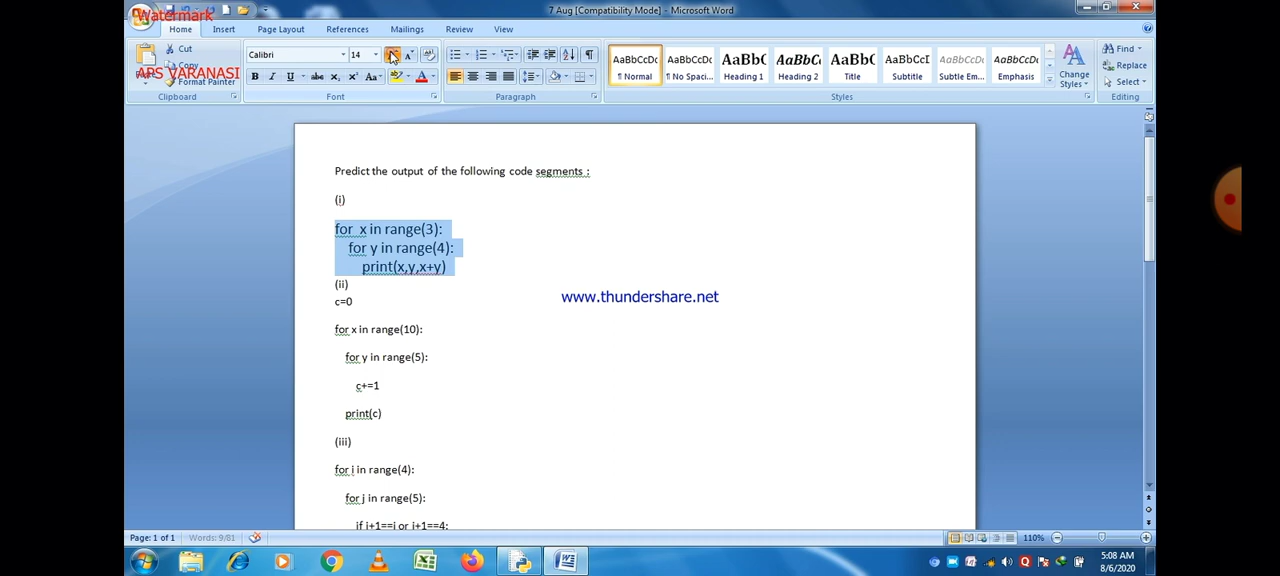 7 Aug [Compatibility Mode] - Microsoft Word
Watermark
Home Insert Page Layout References Mailings Review View
Cut
Copy
Format Painter
APS VARANASI
Clipboard
Calibri 14
Font
Paragraph
AaBbCcDc AaBbCcDc AaBbC AaBbCc AaBbC AaBbCcI AaBbCcDc AaBbCcDc
¶ Normal ¶ No Spaci... Heading 1 Heading 2 Title Subtitle Subtle Em... Emphasis
Change Styles
Styles
Find
Replace
Select
Editing
Predict the output of the following code segments :
(i)
for x in range(3):
for y in range(4):
print(x,y,x+y)
(ii)
www.thundershare.net
c=0
for x in range(10):
for y in range(5):
c+=1
print(c)
(iii)
for i in range(4):
for j in range(5):
if i+1==j or j+1==4:
Page: 1 of 1 Words: 9/81 110%
5:08 AM
8/6/2020